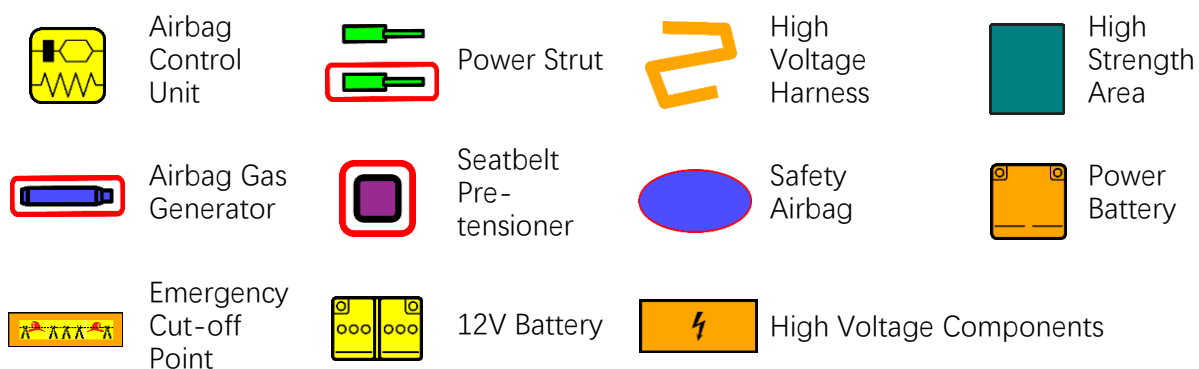 Airbag
Control
Unit
Power Strut
High
Voltage
Harness
High
Strength
Area
Airbag Gas
Generator
Seatbelt
Pre-
tensioner
Safety
Airbag
Power
Battery
Emergency
Cut-off
Point
12V Battery
High Voltage Components